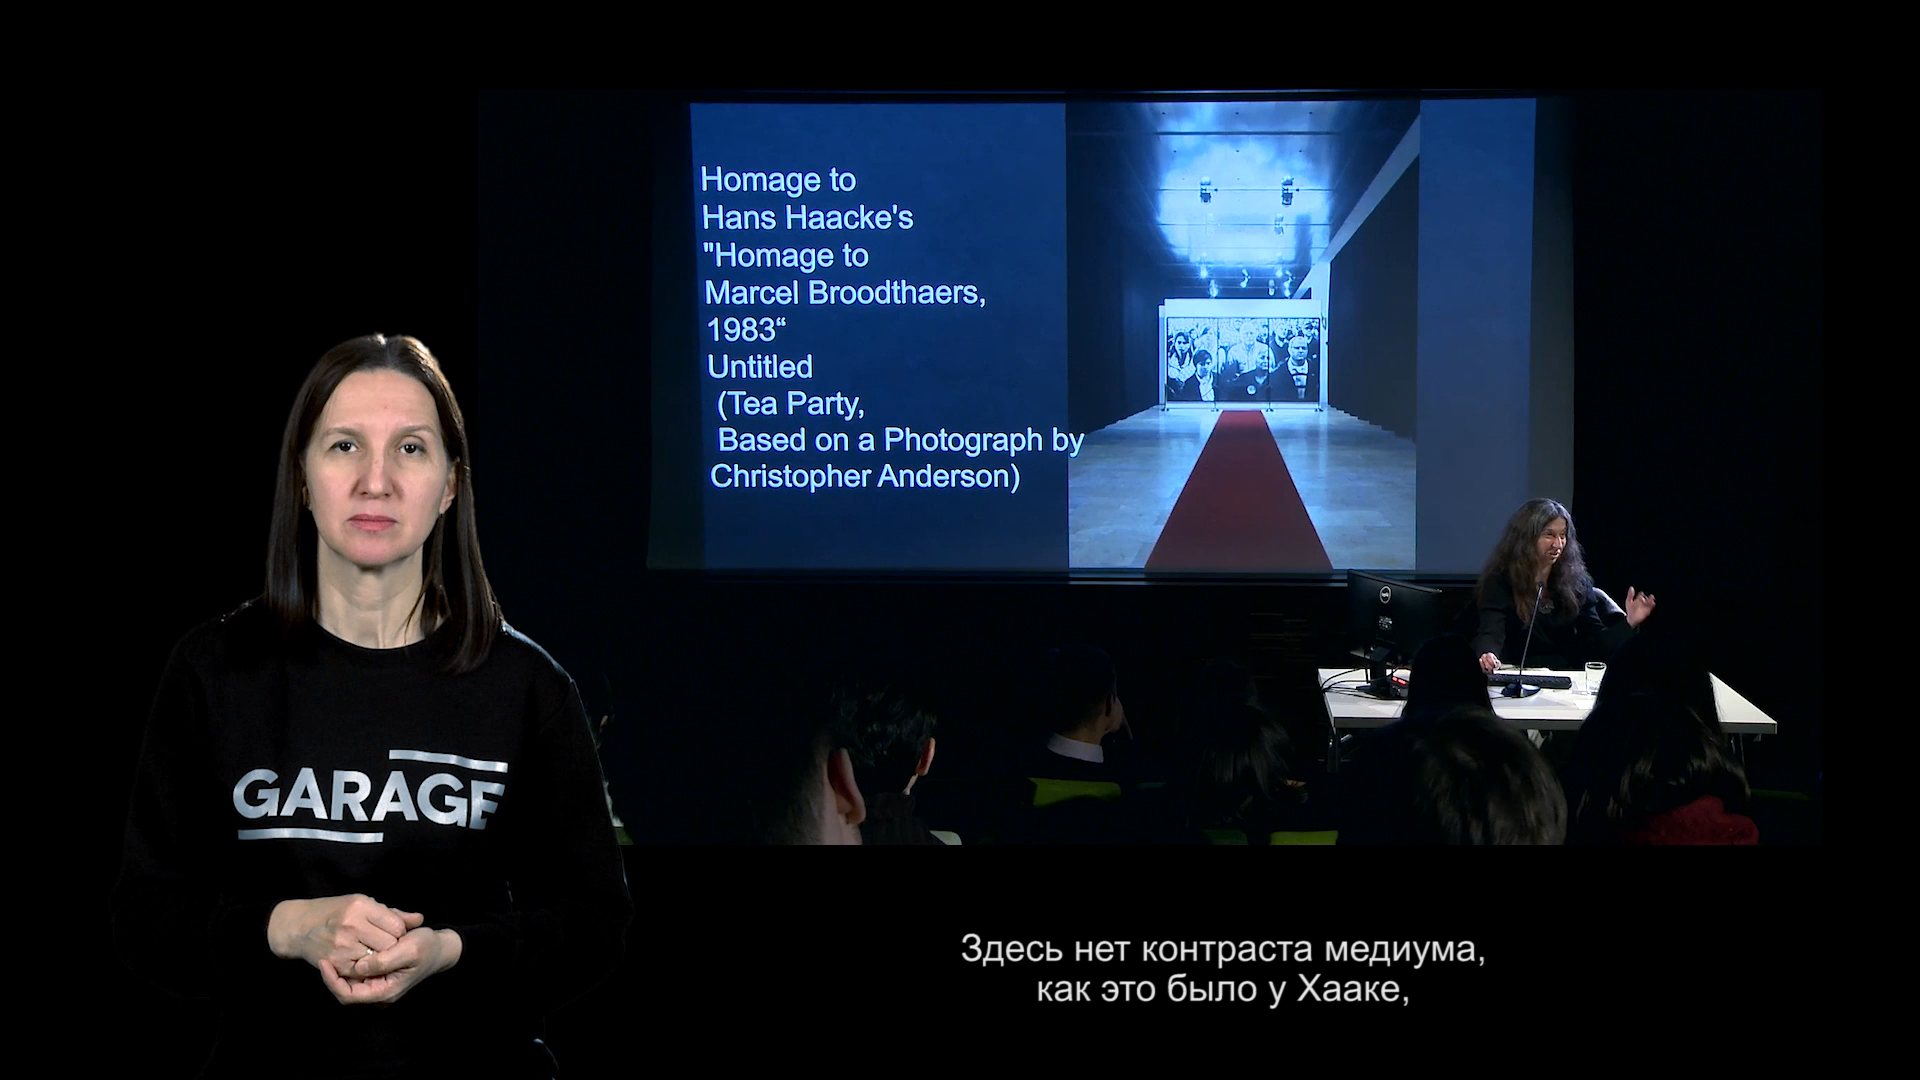 Homage to
Hans Haacke's
"Homage to
Marcel Broodthaers,
1983“
Untitled
(Tea Party,
Based on a Photograph by
Christopher Anderson)
GARAGE
Здесь нет контраста медиума,
как это было у Хааке,